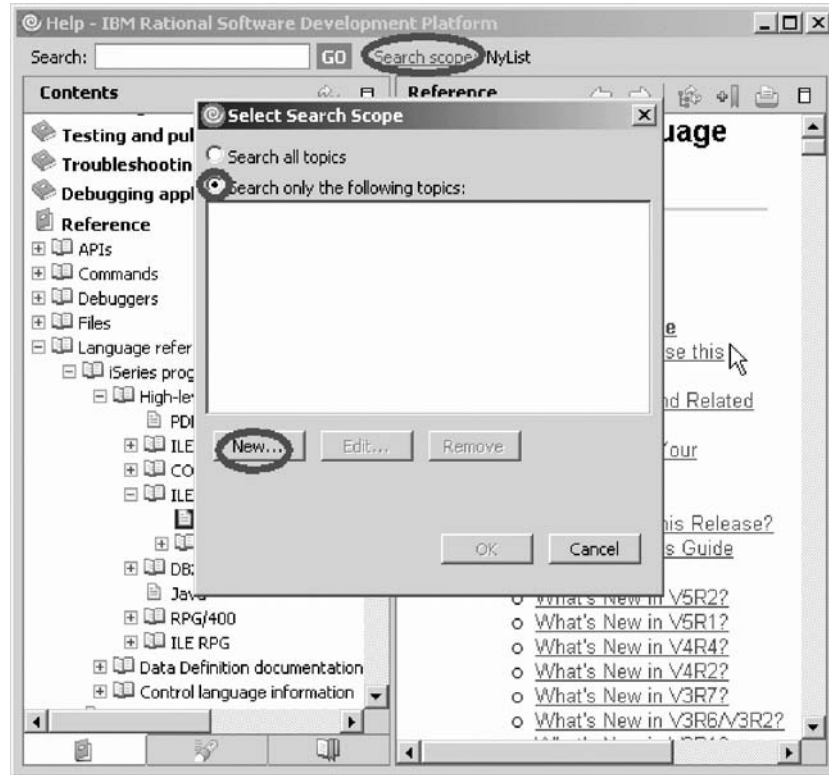 Help - IBM Rational Software Development Platform
Search: GO Search scope: NyList
Contents
Reference
Testing and pul
Troubleshootin
Debugging appl
Reference
APIs
Commands
Debuggers
Files
Language refer
iSeries prog
High-le
PDF
ILE
CO
ILE
DB
Java
RPG/400
ILE RPG
Data Definition documentation
Control language information
Select Search Scope
Search all topics
Search only the following topics:
New... Edit... Remove
OK Cancel
uage
e
se this
nd Related
our
his Release?
s Guide
What's New in V5R2?
What's New in V5R1?
What's New in V4R4?
What's New in V4R2?
What's New in V3R7?
What's New in V3R6/V3R2?